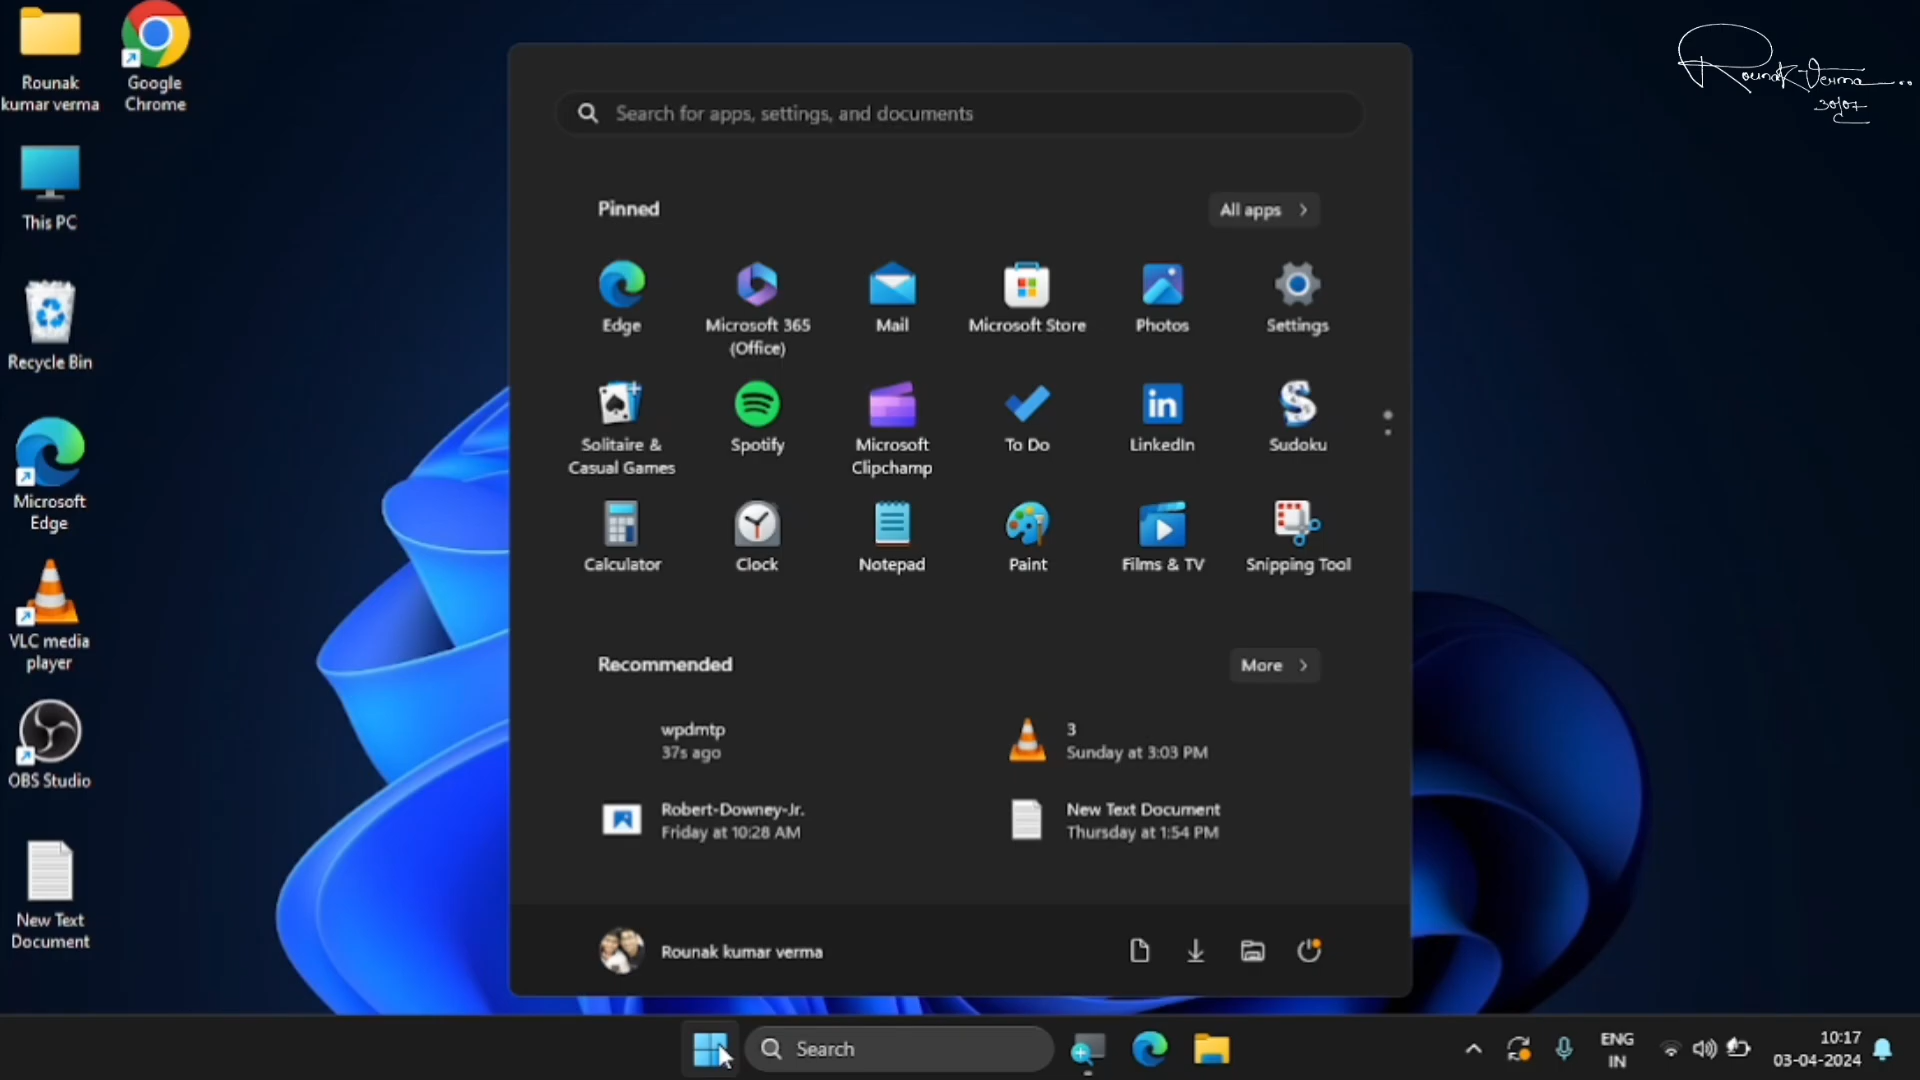 Rounak
kumar verma
Google
Chrome
This PC
Recycle Bin
Microsoft
Edge
VLC media
player
OBS Studio
New Text
Document
Search for apps, settings, and documents
Pinned
All apps
Edge
Microsoft 365
(Office)
Mail
Microsoft Store
Photos
Settings
Solitaire &
Casual Games
Spotify
Microsoft
Clipchamp
To Do
LinkedIn
Sudoku
Calculator
Clock
Notepad
Paint
Films & TV
Snipping Tool
Recommended
More
wpdmtp
37s ago
3
Sunday at 3:03 PM
Robert-Downey-Jr.
Friday at 10:28 AM
New Text Document
Thursday at 1:54 PM
Rounak kumar verma
Rounak Verma
30/07
Search
ENG
IN
10:17
03-04-2024